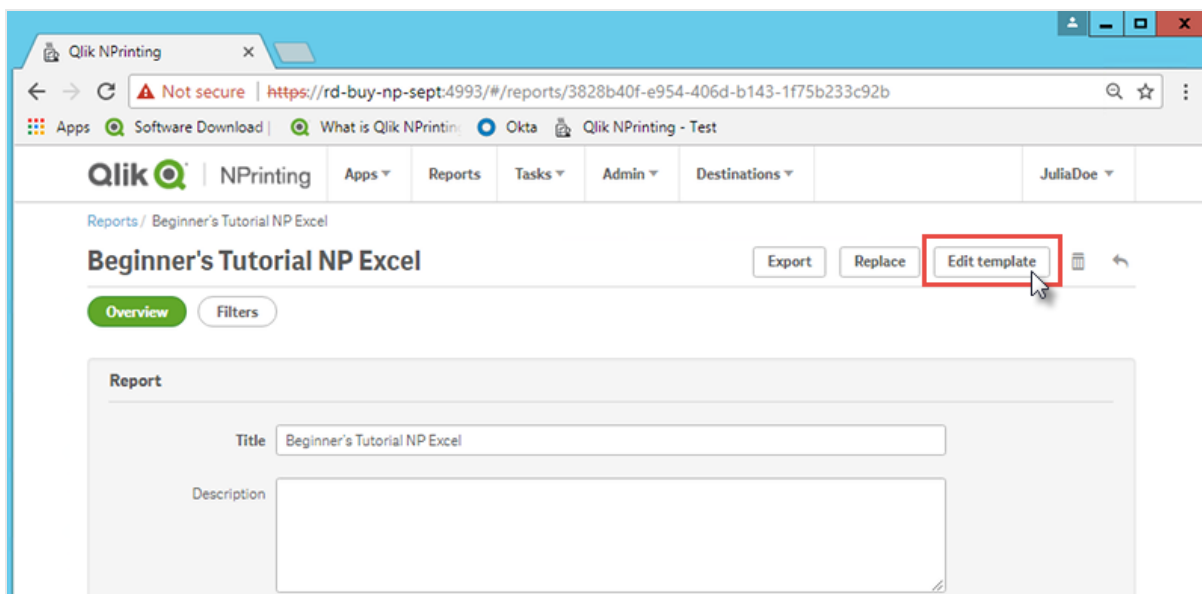 Qlik NPrinting
Not secure | https://rd-buy-np-sept:4993/#/reports/3828b40f-e954-406d-b143-1f75b233c92b
Apps Software Download | What is Qlik NPrinting Okta Qlik NPrinting - Test
Qlik NPrinting Apps Reports Tasks Admin Destinations JuliaDoe
Reports / Beginner's Tutorial NP Excel
Beginner's Tutorial NP Excel Export Replace Edit template
Overview Filters
Report
Title Beginner's Tutorial NP Excel
Description